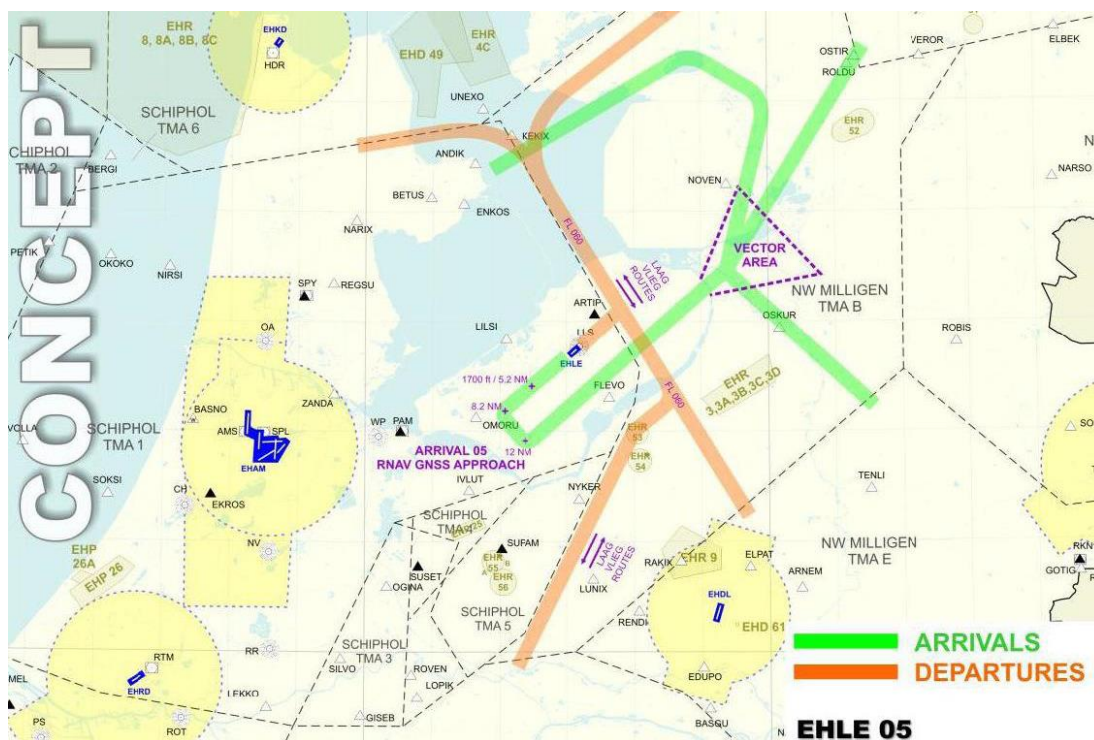 CONCEPT
EHR
8, 8A, 8B, 8C
EHKD
HDR
EHD 49
EHR
4C
UNEXO
KEKIX
OSTIR
ROLDU
VEROR
ELBEK
SCHIPHOL
TMA 6
CHIPHOL
TMA 2
BERGI
ANDIK
EHR
52
NOVEN
NARSO
BETUS
ENKOS
NARIX
PETIK
OKOKO
NIRSI
FL 060
VECTOR
AREA
LAAG
VLIEG
ROUTES
NW MILLIGEN
TMA B
SPY
REGSU
ARTIP
OSKUR
OA
LILSI
LLS
ROBIS
EHLE
1700 ft / 5.2 NM
FLEVO
FL 060
EHR
3,3A,3B,3C,3D
BASNO
ZANDA
8.2 NM
OMORU
WP
PAM
VOLLA
SCHIPHOL
TMA 1
AMS
SPL
EHAM
ARRIVAL 05
RNAV GNSS APPROACH
12 NM
EHR
53
EHR
54
SO
SOKSI
CH
EKROS
IVLUT
NYKER
TENLI
SCHIPHOL
TMA 4
EHR 25
NV
SUFAM
EHP
26A
EHP 26
EHR
55
A
B
EHR
56
SUSET
OGINA
LAAG
VLIEG
ROUTES
LUNIX
RAKIK
EHR 9
ELPAT
NW MILLIGEN
TMA E
ARNEM
RKN
GOTIG
R
SCHIPHOL
TMA 5
RENDI
EHDL
EHD 61
ARRIVALS
DEPARTURES
RTM
RR
SCHIPHOL
TMA 3
SILVO
ROVEN
LOPIK
EDUPO
MEL
EHRD
LEKKO
GISEB
BASGU
PS
ROT
N
EHLE 05